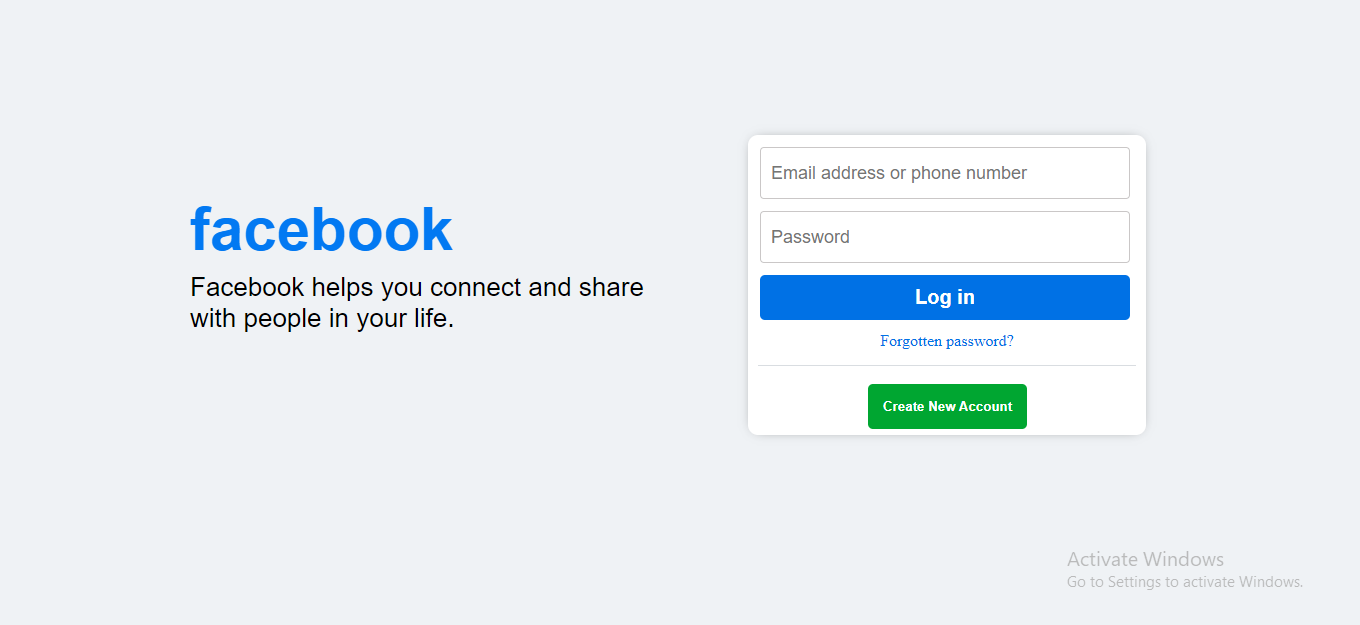 facebook
Facebook helps you connect and share
with people in your life.
Email address or phone number
Password
Log in
Forgotten password?
Create New Account
Activate Windows
Go to Settings to activate Windows.